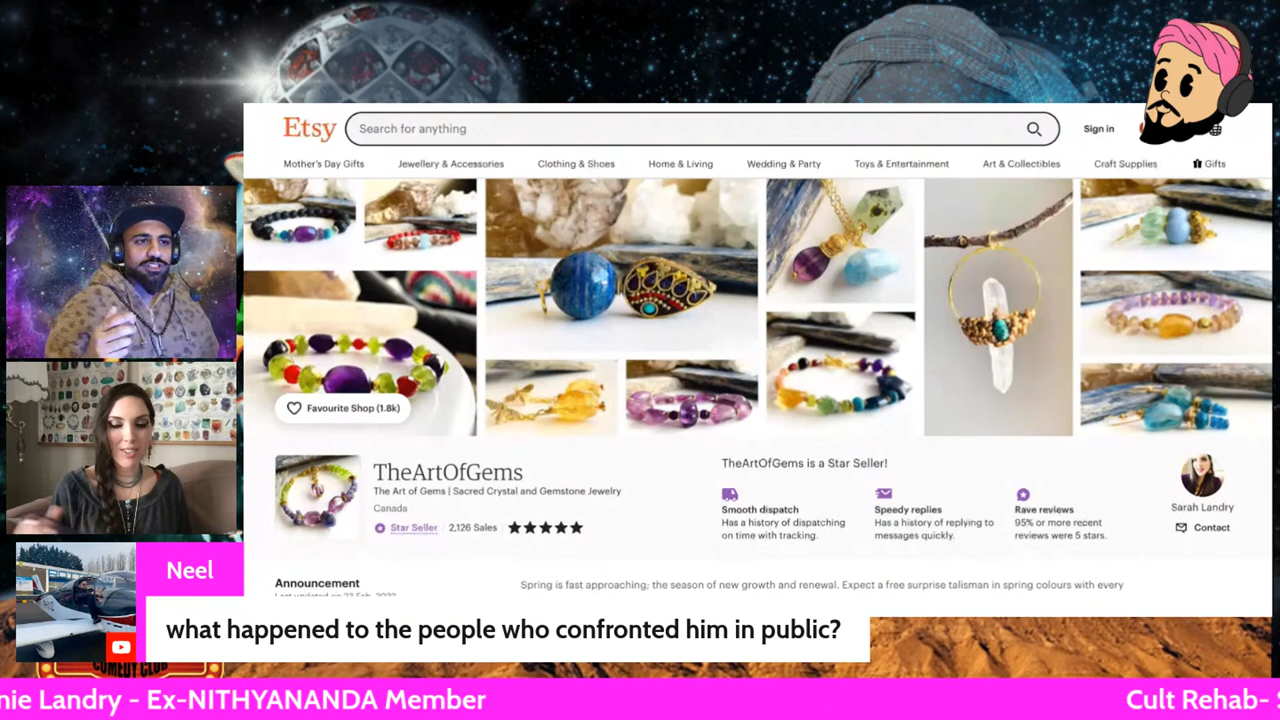 Etsy
Search for anything
Sign in
Mother's Day Gifts
Jewellery & Accessories
Clothing & Shoes
Home & Living
Wedding & Party
Toys & Entertainment
Art & Collectibles
Craft Supplies
Gifts
Favourite Shop (1.8k)
TheArtOfGems
The Art of Gems | Sacred Crystal and Gemstone Jewelry
Canada
Star Seller
2,126 Sales
TheArtOfGems is a Star Seller!
Smooth dispatch
Has a history of dispatching
on time with tracking.
Speedy replies
Has a history of replying to
messages quickly.
Rave reviews
95% or more recent
reviews were 5 stars.
Sarah Landry
Contact
Announcement
Spring is fast approaching; the season of new growth and renewal. Expect a free surprise talisman in spring colours with every
Neel
what happened to the people who confronted him in public?
COMEDY CLUB
nie Landry - Ex-NITHYANANDA Member
Cult Rehab- S